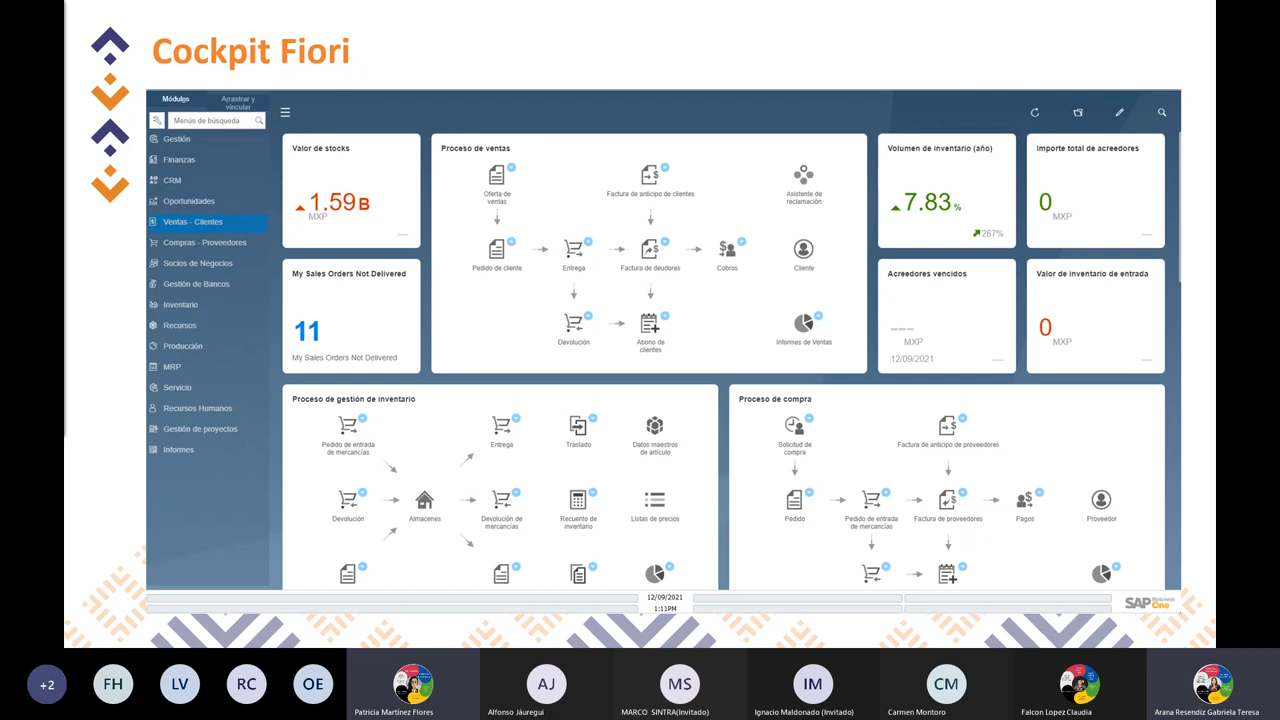 Cockpit Fiori
Módulos
Arrastrar y
vincular
Menús de búsqueda
Gestión
Finanzas
CRM
Oportunidades
Ventas - Clientes
Compras - Proveedores
Socios de Negocios
Gestión de Bancos
Inventario
Recursos
Producción
MRP
Servicio
Recursos Humanos
Gestión de proyectos
Informes
Valor de stocks
1.59 B
MXP
----
My Sales Orders Not Delivered
11
My Sales Orders Not Delivered
Proceso de ventas
Oferta de
ventas
Factura de anticipo de clientes
Asistente de
reclamación
Pedido de cliente
Entrega
Factura de deudores
Cobros
Cliente
Devolución
Abono de
clientes
Informes de Ventas
Volumen de inventario (año)
7.83 %
287%
Importe total de acreedores
0
MXP
----
Acreedores vencidos
---
MXP
12/09/2021
----
Valor de inventario de entrada
0
MXP
----
Proceso de gestión de inventario
Pedido de entrada
de mercancías
Entrega
Traslado
Datos maestros
de artículo
Devolución
Almacenes
Devolución de
mercancías
Recuento de
inventario
Listas de precios
Proceso de compra
Solicitud de
compra
Factura de anticipo de proveedores
Pedido
Pedido de entrada
de mercancías
Factura de proveedores
Pagos
Proveedor
12/09/2021
1:11PM
SAP Business
One
+2
FH
LV
RC
OE
Patricia Martínez Flores
AJ
Alfonso Jáuregui
MS
MARCO SINTRA(Invitado)
IM
Ignacio Maldonado (Invitado)
CM
Carmen Montoro
Falcon Lopez Claudia
Arana Resendiz Gabriela Teresa